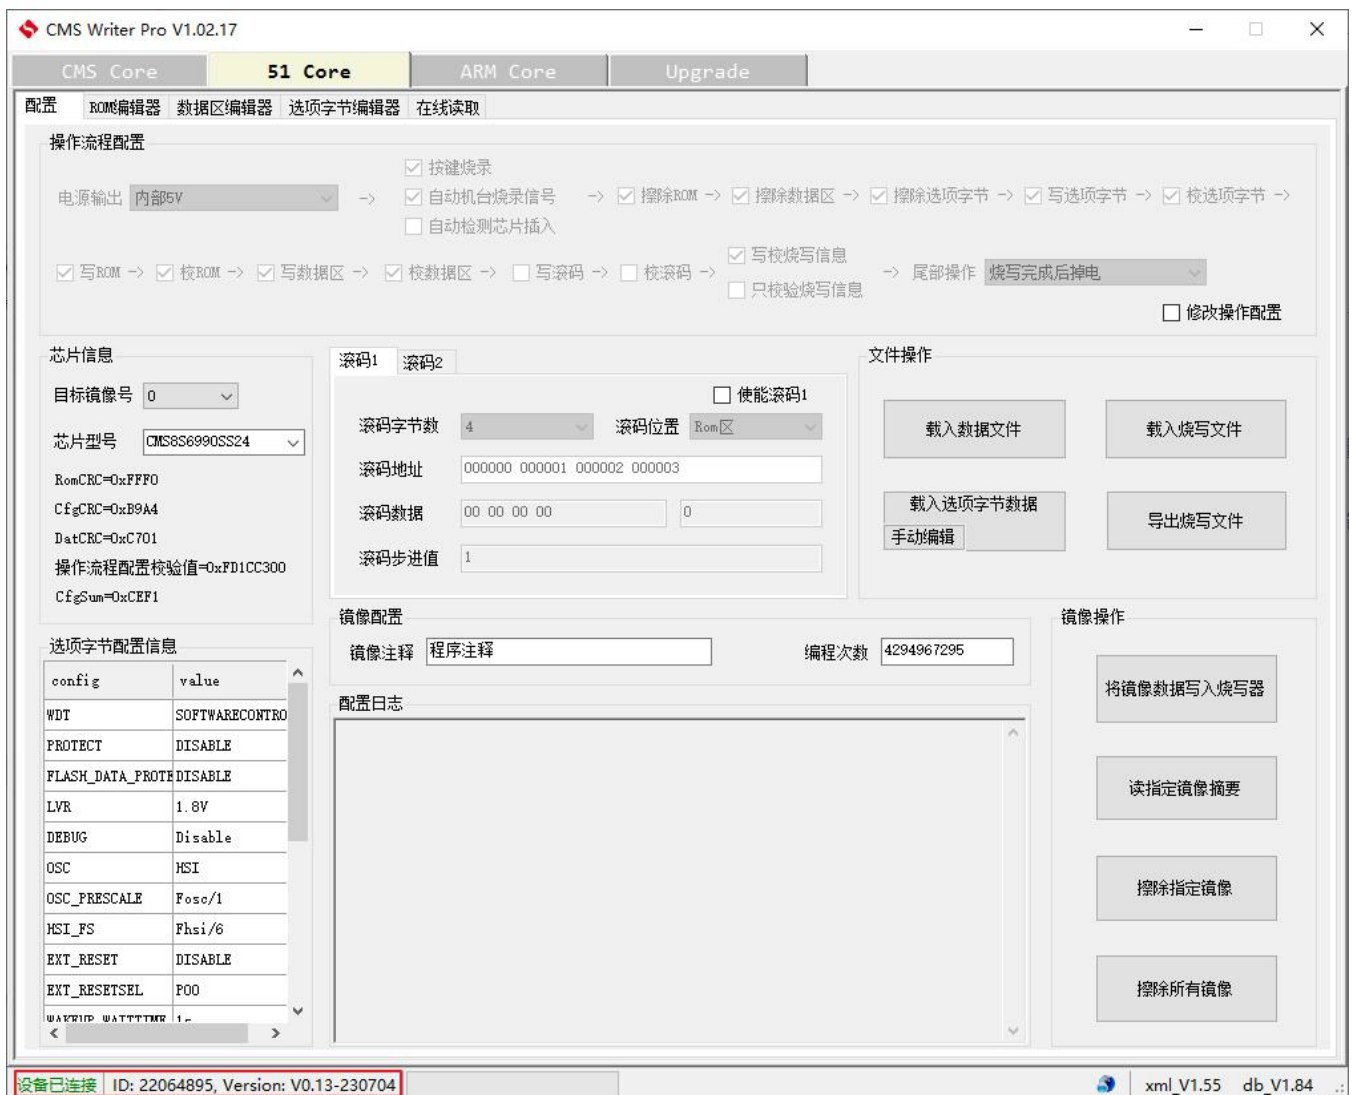 CMS Writer Pro V1.02.17
CMS Core 51 Core ARM Core Upgrade
配置 ROM编辑器 数据区编辑器 选项字节编辑器 在线读取
操作流程配置
按键烧录
电源输出 内部5V -> 自动机台烧录信号 -> 擦除ROM -> 擦除数据区 -> 擦除选项字节 -> 写选项字节 -> 校选项字节 ->
自动检测芯片插入
写校烧写信息
写ROM -> 校ROM -> 写数据区 -> 校数据区 -> 写滚码 -> 校滚码 -> -> 尾部操作 烧写完成后掉电
只校验烧写信息
修改操作配置
芯片信息
目标镜像号 0
芯片型号 CMS8S6990SS24
RomCRC=0xFFF0
CfgCRC=0xB9A4
DatCRC=0xC701
操作流程配置校验值=0xFD1CC300
CfgSum=0xCEF1
滚码1 滚码2
使能滚码1
滚码字节数 4 滚码位置 Rom区
滚码地址 000000 000001 000002 000003
滚码数据 00 00 00 00 0
滚码步进值 1
文件操作
载入数据文件 载入烧写文件
载入选项字节数据 导出烧写文件
手动编辑
选项字节配置信息
config value
WDT SOFTWARECONTRO
PROTECT DISABLE
FLASH_DATA_PROTE DISABLE
LVR 1.8V
DEBUG Disable
OSC HSI
OSC_PRESCALE Fosc/1
HSI_FS Fhsi/6
EXT_RESET DISABLE
EXT_RESETSEL P00
WAKEUP_WAITTIME
镜像配置
镜像注释 程序注释 编程次数 4294967295
配置日志
镜像操作
将镜像数据写入烧写器
读指定镜像摘要
擦除指定镜像
擦除所有镜像
设备已连接 ID: 22064895, Version: V0.13-230704 xml_V1.55 db_V1.84